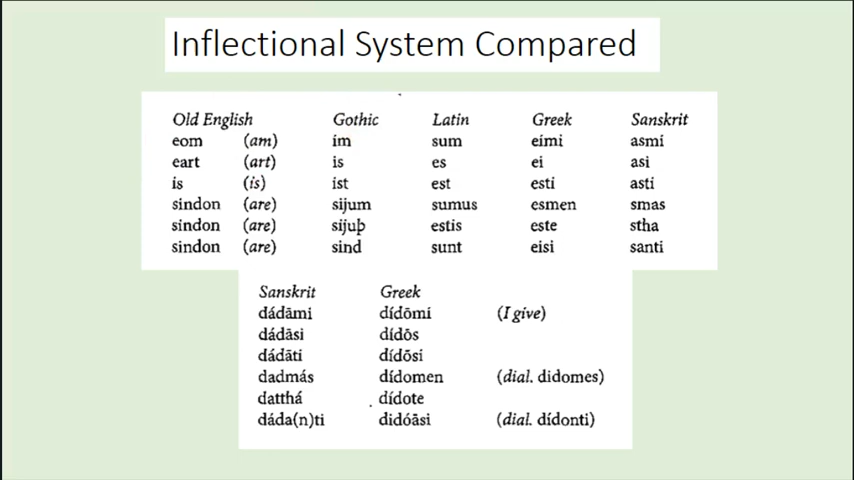 Inflectional System Compared
Old English Gothic Latin Greek Sanskrit
eom (am) im sum eimi asmi
eart (art) is es ei asi
is (is) ist est esti asti
sindon (are) sijum sumus esmen smas
sindon (are) sijuþ estis este stha
sindon (are) sind sunt eisi santi
Sanskrit Greek
dádāmi dídōmi (I give)
dádāsi dídōs
dádāti dídōsi
dadmás dídomen (dial. didomes)
datthá dídote
dáda(n)ti didóāsi (dial. dídonti)